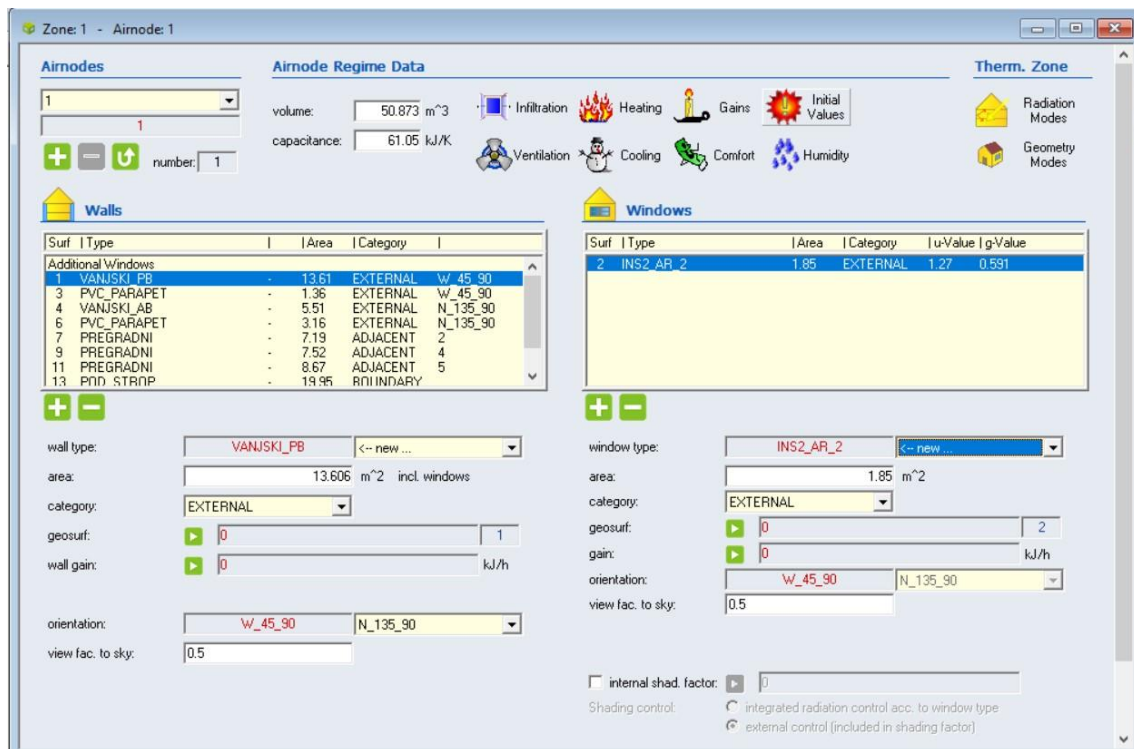 Zone: 1 - Airnode: 1
Airnodes
Airnode Regime Data
Therm. Zone
1
1
number: 1
volume: 50.873 m^3
capacitance: 61.05 kJ/K
Infiltration
Heating
Gains
Initial Values
Ventilation
Cooling
Comfort
Humidity
Radiation Modes
Geometry Modes
Walls
Surf | Type | | Area | Category |
Additional Windows
1 VANJSKI_PB - 13.61 EXTERNAL W_45_90
3 PVC_PARAPET - 1.36 EXTERNAL W_45_90
4 VANJSKI_AB - 5.51 EXTERNAL N_135_90
6 PVC_PARAPET - 3.16 EXTERNAL N_135_90
7 PREGRADNI - 7.19 ADJACENT 2
9 PREGRADNI - 7.52 ADJACENT 4
11 PREGRADNI - 8.67 ADJACENT 5
13 POD_STROP - 19.95 BOUNDARY
wall type: VANJSKI_PB <-- new ...
area: 13.606 m^2 incl. windows
category: EXTERNAL
geosurf: 0 1
wall gain: 0 kJ/h
orientation: W_45_90 N_135_90
view fac. to sky: 0.5
Windows
Surf | Type | Area | Category | u-Value | g-Value
2 INS2_AR_2 1.85 EXTERNAL 1.27 0.591
window type: INS2_AR_2 <-- new ...
area: 1.85 m^2
category: EXTERNAL
geosurf: 0 2
gain: 0 kJ/h
orientation: W_45_90 N_135_90
view fac. to sky: 0.5
internal shad. factor: 0
Shading control: integrated radiation control acc. to window type
external control (included in shading factor)